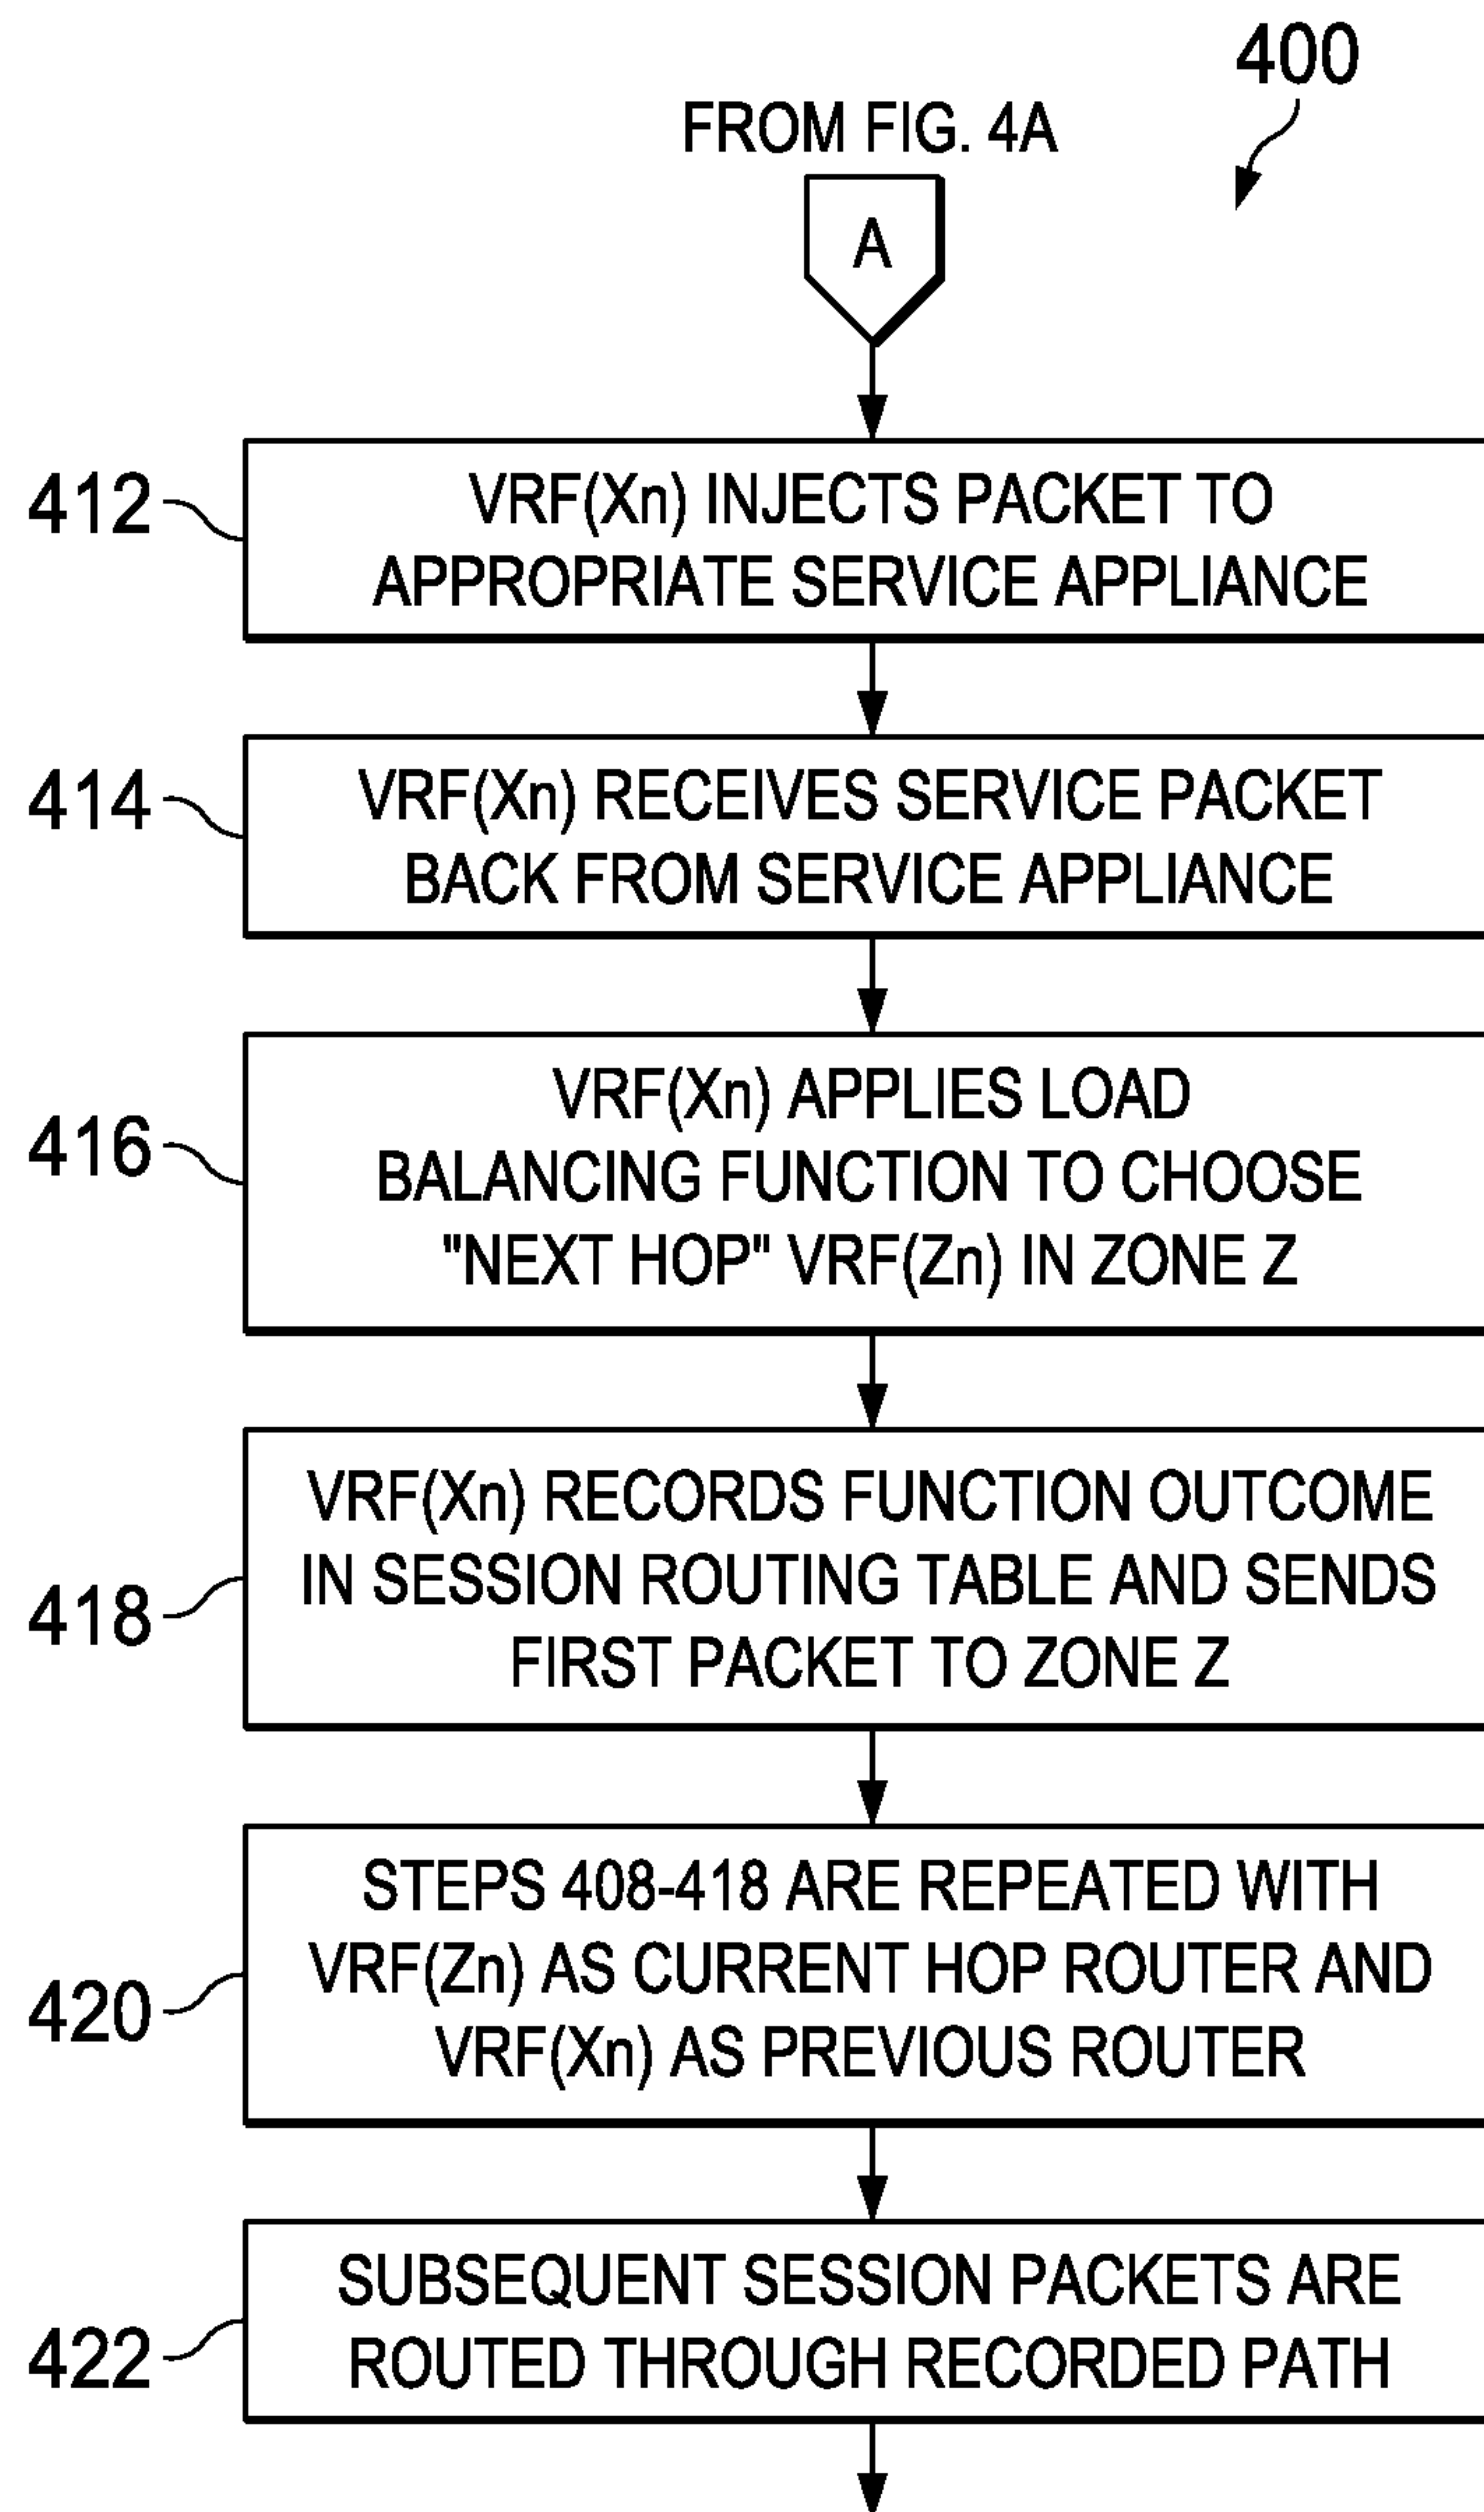 400
FROM FIG. 4A
A
412
VRF(Xn) INJECTS PACKET TO
APPROPRIATE SERVICE APPLIANCE
414
VRF(Xn) RECEIVES SERVICE PACKET
BACK FROM SERVICE APPLIANCE
416
VRF(Xn) APPLIES LOAD
BALANCING FUNCTION TO CHOOSE
"NEXT HOP" VRF(Zn) IN ZONE Z
418
VRF(Xn) RECORDS FUNCTION OUTCOME
IN SESSION ROUTING TABLE AND SENDS
FIRST PACKET TO ZONE Z
420
STEPS 408-418 ARE REPEATED WITH
VRF(Zn) AS CURRENT HOP ROUTER AND
VRF(Xn) AS PREVIOUS ROUTER
422
SUBSEQUENT SESSION PACKETS ARE
ROUTED THROUGH RECORDED PATH